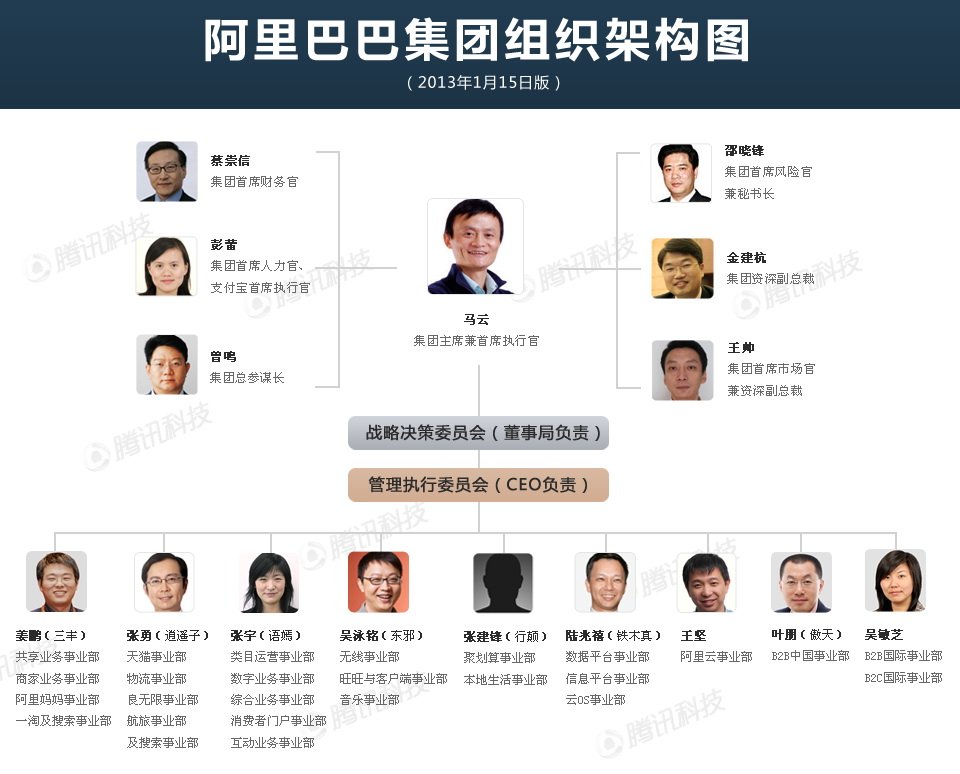 阿里巴巴集团组织架构图
（2013年1月15日版）
蔡崇信
集团首席财务官
彭蕾
集团首席人力官、
支付宝首席执行官
曾鸣
集团总参谋长
马云
集团主席兼首席执行官
邵晓锋
集团首席风险官
兼秘书长
金建杭
集团资深副总裁
王帅
集团首席市场官
兼资深副总裁
战略决策委员会（董事局负责）
管理执行委员会（CEO负责）
姜鹏（三丰）
共享业务事业部
商家业务事业部
阿里妈妈事业部
一淘及搜索事业部
张勇（逍遥子）
天猫事业部
物流事业部
良无限事业部
航旅事业部
及搜索事业部
张宇（语嫣）
类目运营事业部
数字业务事业部
综合业务事业部
消费者门户事业部
互动业务事业部
吴泳铭（东邪）
无线事业部
旺旺与客户端事业部
音乐事业部
张建锋（行颠）
聚划算事业部
本地生活事业部
陆兆禧（铁木真）
数据平台事业部
信息平台事业部
云OS事业部
王坚
阿里云事业部
叶朋（傲天）
B2B中国事业部
吴敏芝
B2B国际事业部
B2C国际事业部
腾讯科技
腾讯科技
腾讯科技
腾讯科技
腾讯科技
腾讯科技
腾讯科技
腾讯科技
腾讯科技